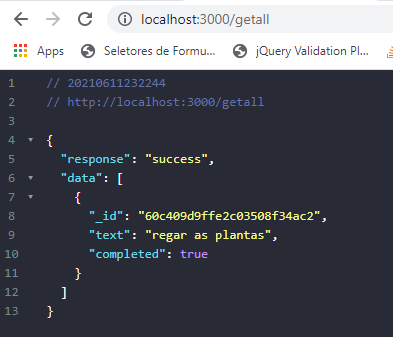 localhost:3000/getall
Apps Seletores de Formu... jQuery Validation Pl...
1 // 20210611232244
2 // http://localhost:3000/getall
3
4 {
5 "response": "success",
6 "data": [
7 {
8 "_id": "60c409d9ffe2c03508f34ac2",
9 "text": "regar as plantas",
10 "completed": true
11 }
12 ]
13 }